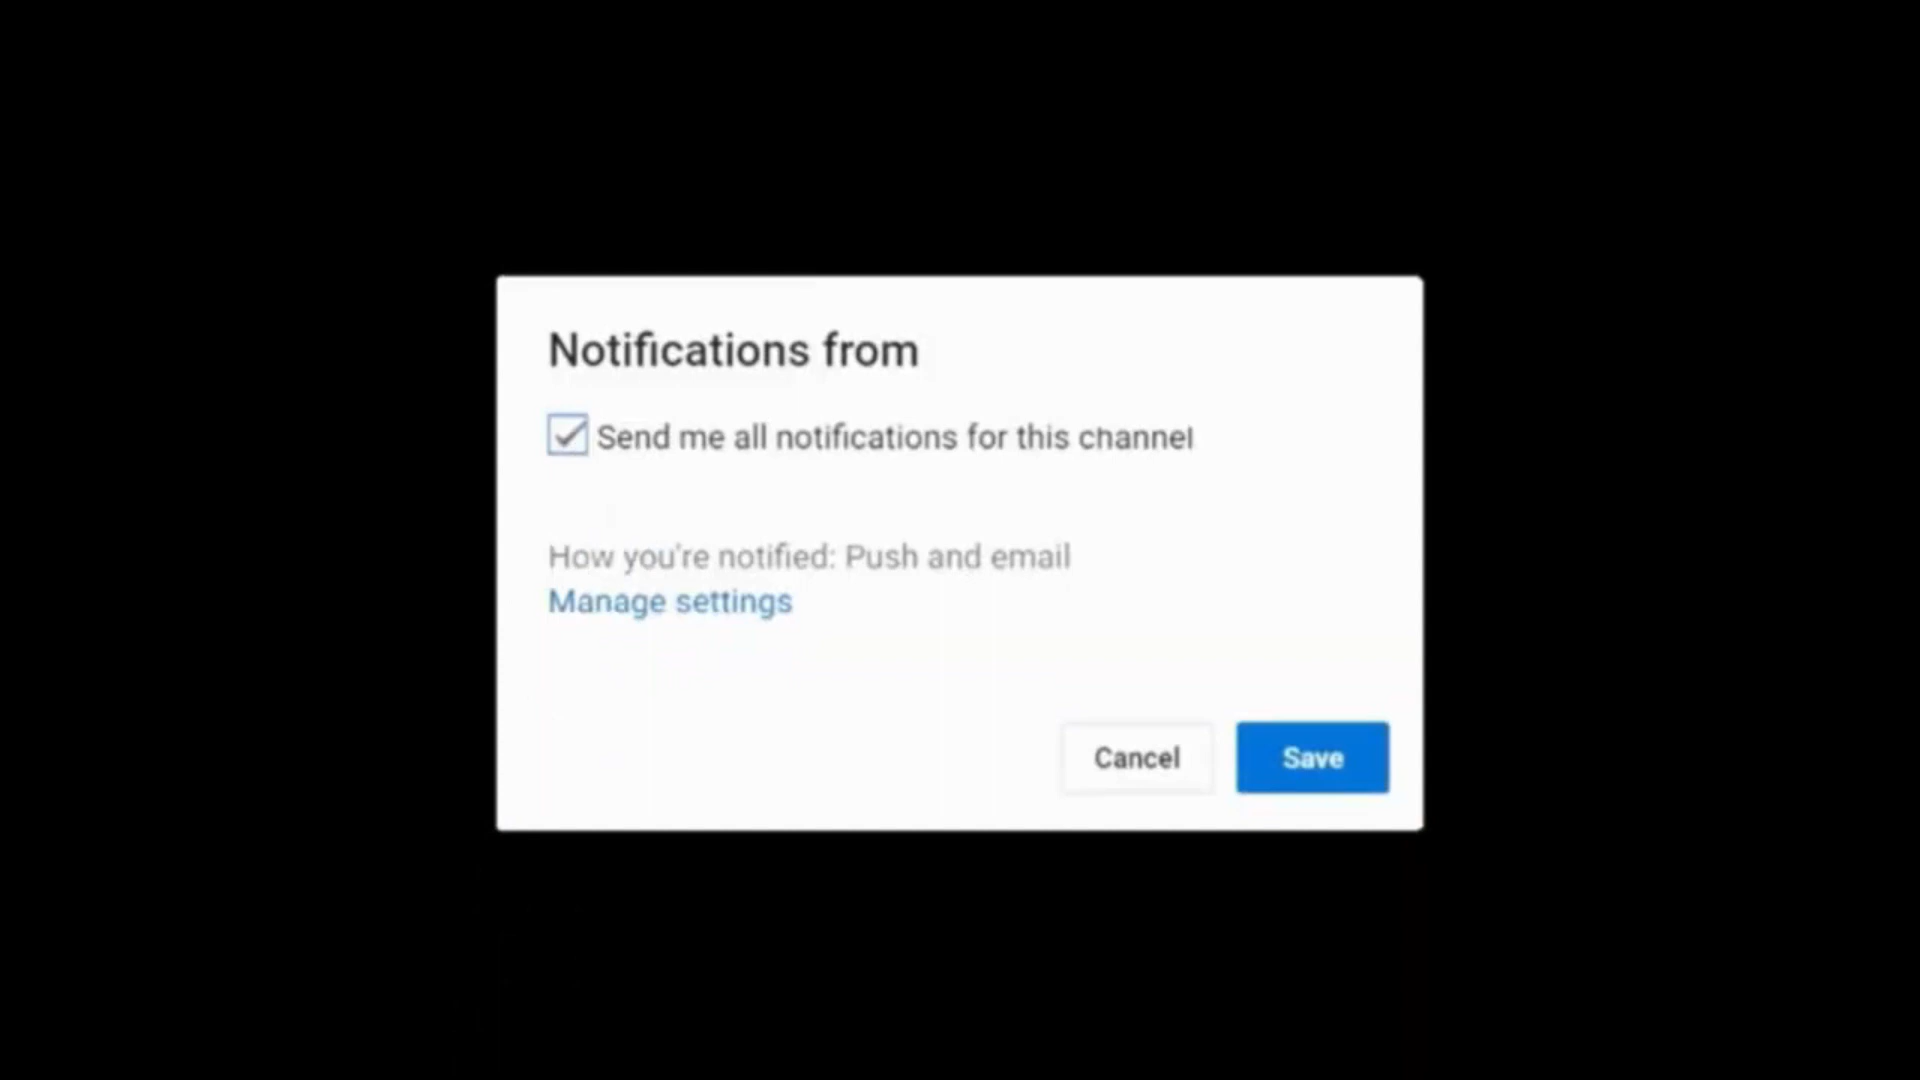 Notifications from
Send me all notifications for this channel
How you're notified: Push and email
Manage settings
Cancel
Save